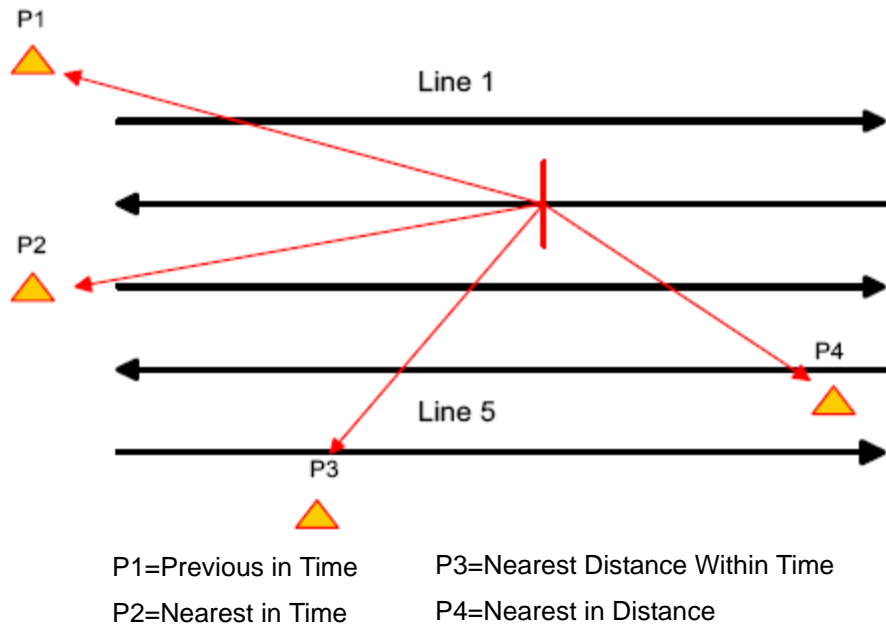 P1
Line 1
P2
P4
Line 5
P3
P1=Previous in Time
P3=Nearest Distance Within Time
P2=Nearest in Time
P4=Nearest in Distance